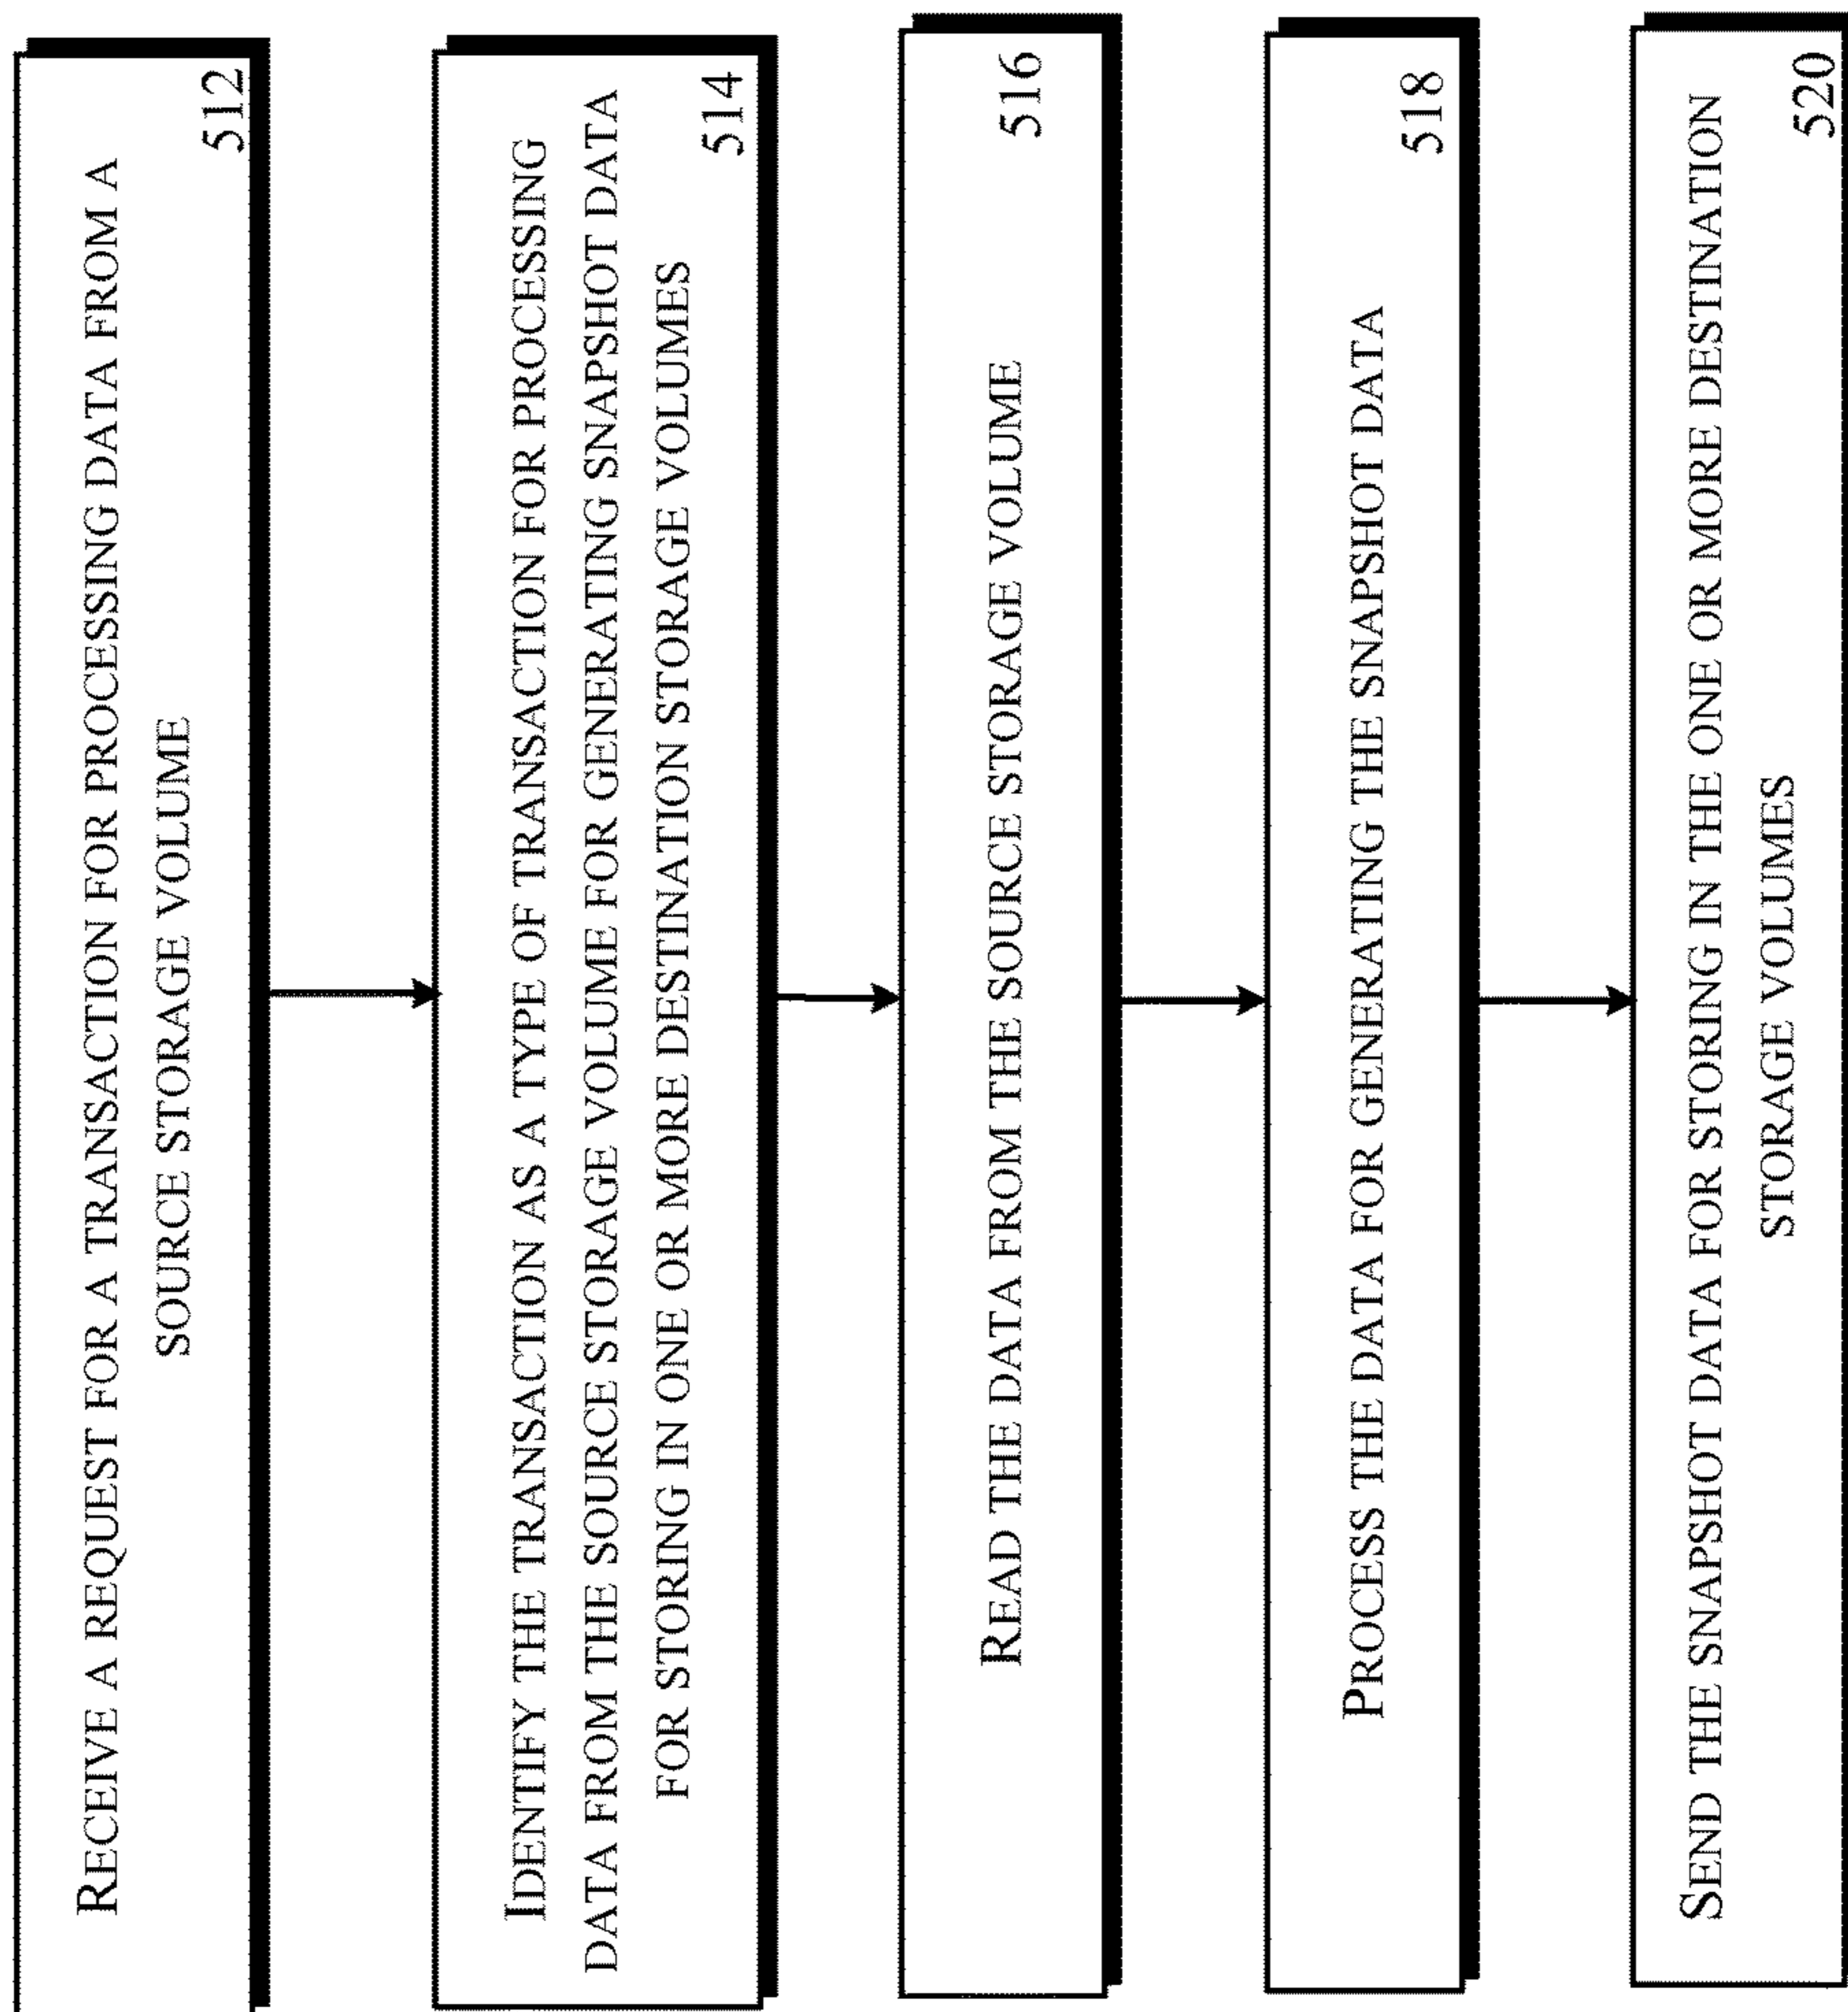 RECEIVE A REQUEST FOR A TRANSACTION FOR PROCESSING DATA FROM A
SOURCE STORAGE VOLUME
512
IDENTIFY THE TRANSACTION AS A TYPE OF TRANSACTION FOR PROCESSING
DATA FROM THE SOURCE STORAGE VOLUME FOR GENERATING SNAPSHOT DATA
FOR STORING IN ONE OR MORE DESTINATION STORAGE VOLUMES
514
READ THE DATA FROM THE SOURCE STORAGE VOLUME
516
PROCESS THE DATA FOR GENERATING THE SNAPSHOT DATA
518
SEND THE SNAPSHOT DATA FOR STORING IN THE ONE OR MORE DESTINATION
STORAGE VOLUMES
520